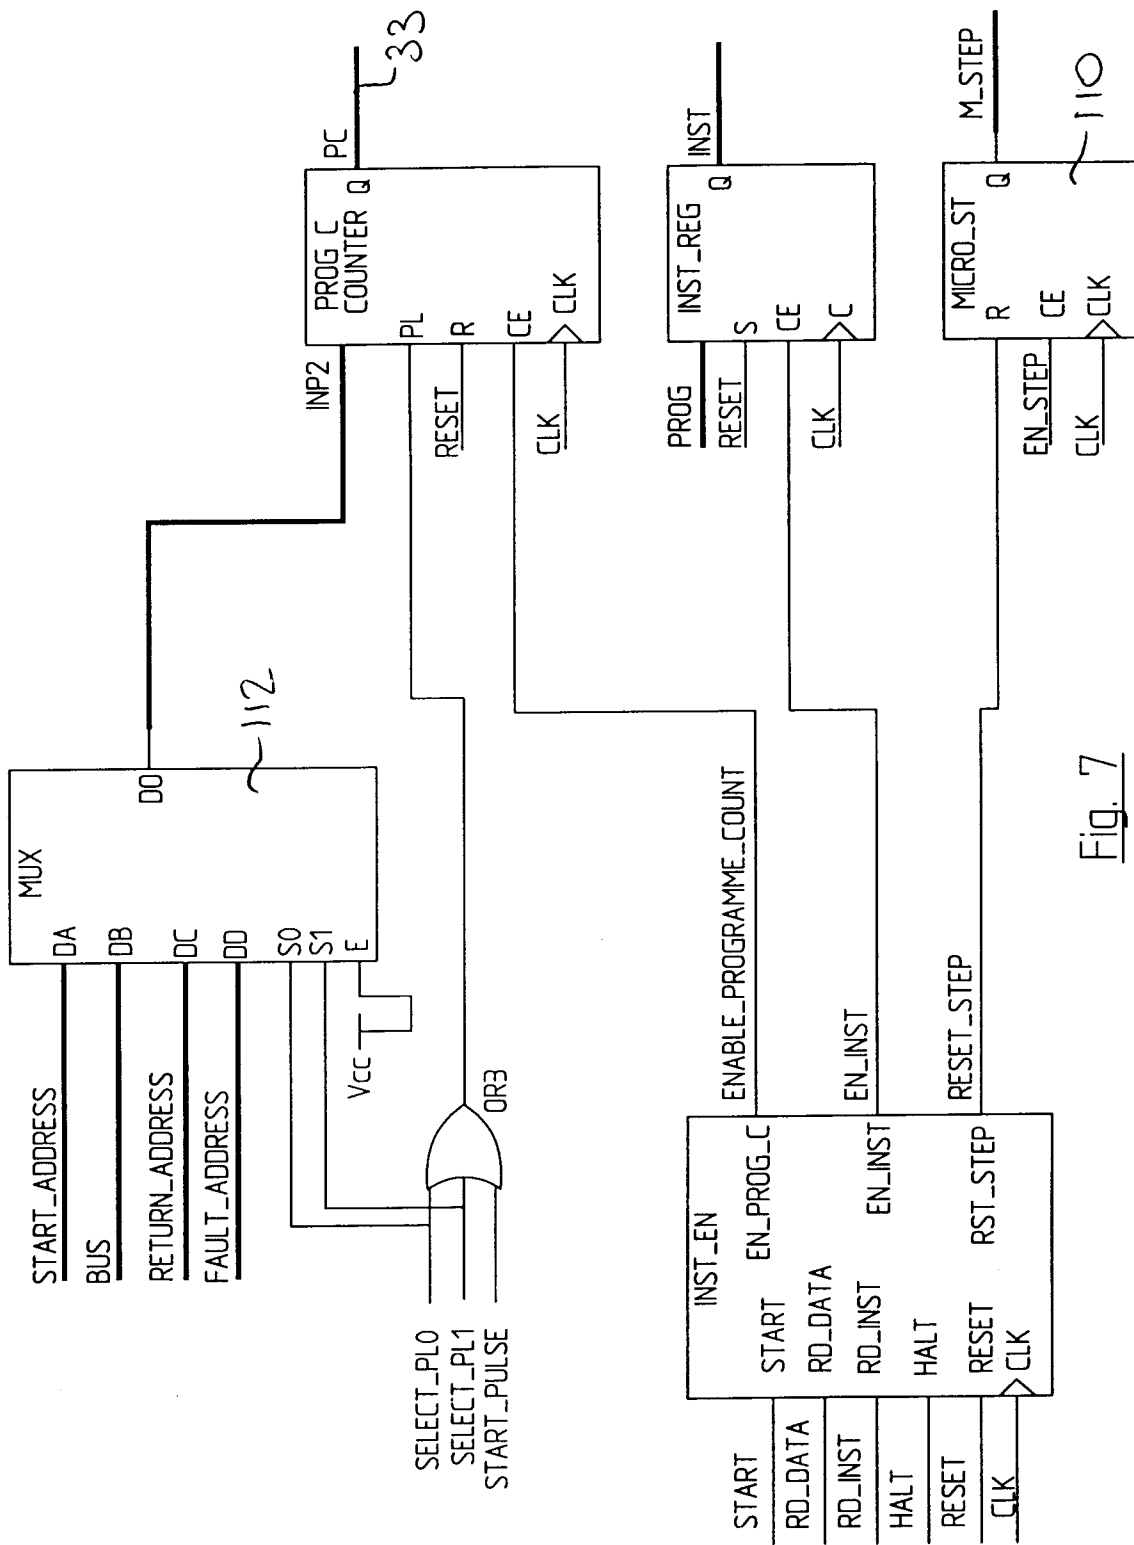 START_ADDRESS
BUS
RETURN_ADDRESS
FAULT_ADDRESS
MUX
DA
DB
DC
DD
S0
S1
E
DO
112
Vcc
SELECT_PL0
SELECT_PL1
START_PULSE
OR3
INP2
PROG C
COUNTER
PL
R
CE
CLK
Q
PC
33
RESET
CLK
INST_REG
S
CE
C
Q
INST
PROG
RESET
CLK
MICRO_ST
R
CE
CLK
Q
M_STEP
110
EN_STEP
CLK
INST_EN
START
RD_DATA
RD_INST
HALT
RESET
CLK
EN_PROG_C
EN_INST
RST_STEP
START
RD_DATA
RD_INST
HALT
RESET
CLK
ENABLE_PROGRAMME_COUNT
EN_INST
RESET_STEP
Fig. 7